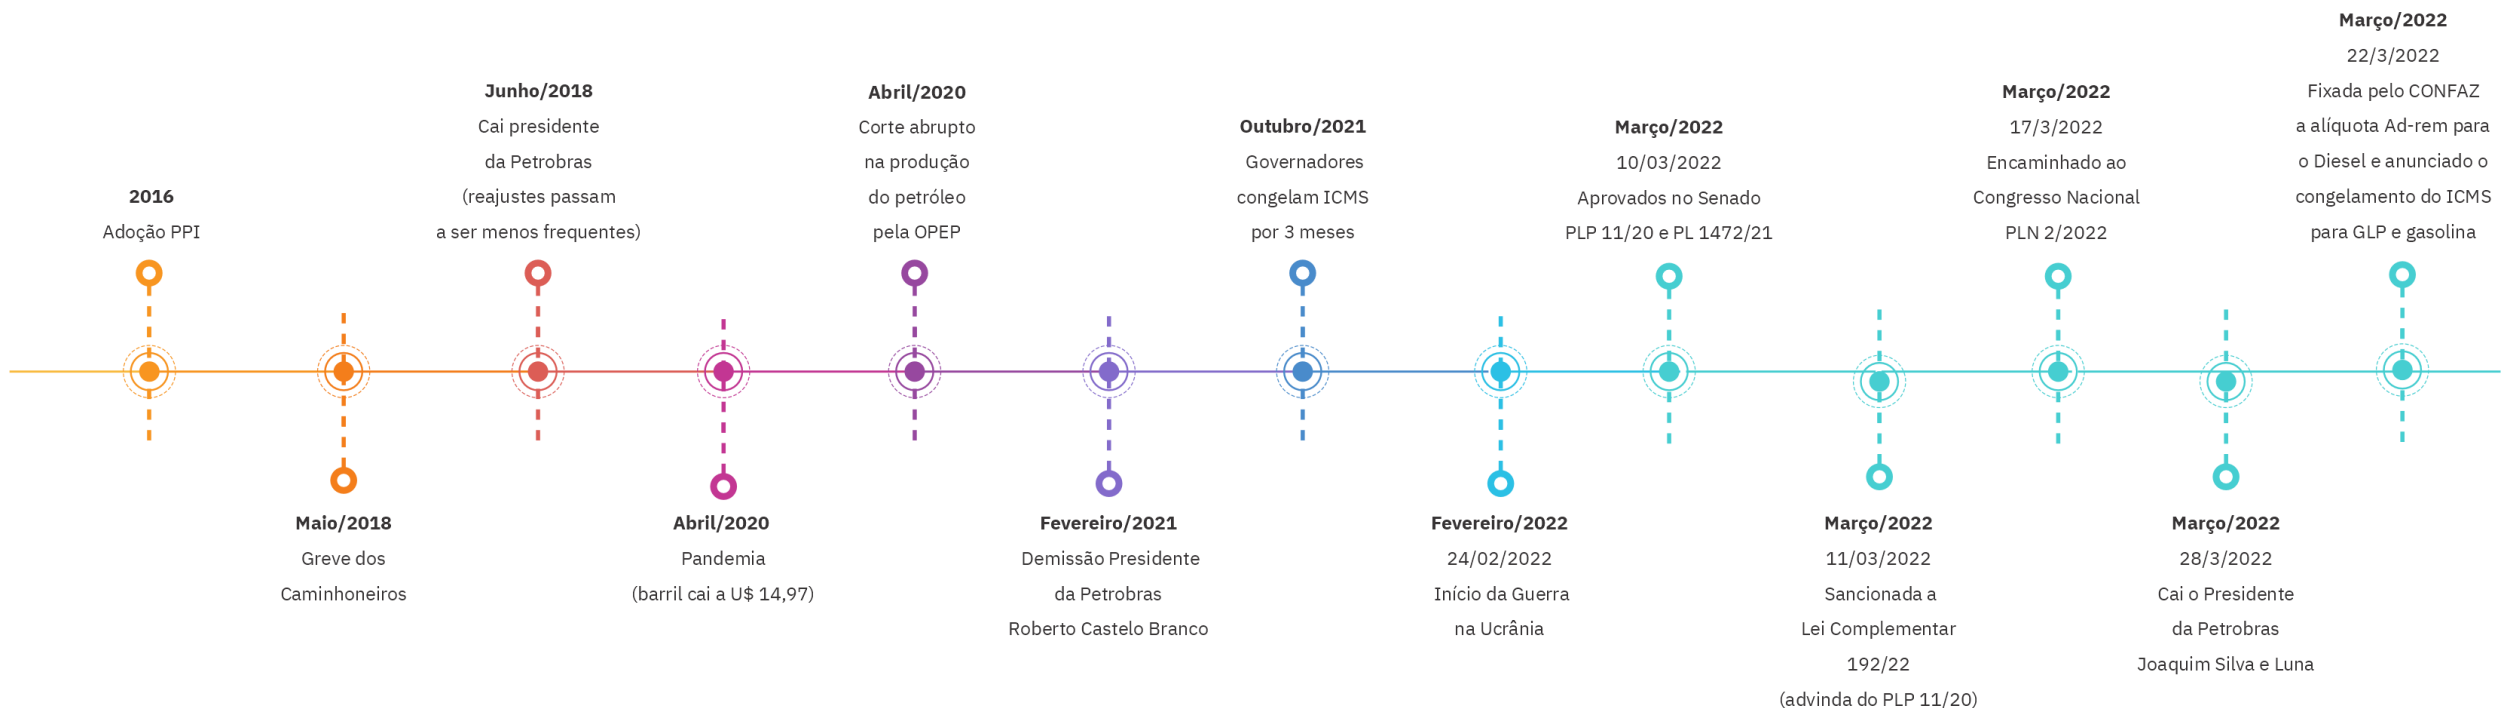 2016
Adoção PPI
Maio/2018
Greve dos
Caminhoneiros
Junho/2018
Cai presidente
da Petrobras
(reajustes passam
a ser menos frequentes)
Abril/2020
Pandemia
(barril cai a U$ 14,97)
Abril/2020
Corte abrupto
na produção
do petróleo
pela OPEP
Fevereiro/2021
Demissão Presidente
da Petrobras
Roberto Castelo Branco
Outubro/2021
Governadores
congelam ICMS
por 3 meses
Fevereiro/2022
24/02/2022
Início da Guerra
na Ucrânia
Março/2022
10/03/2022
Aprovados no Senado
PLP 11/20 e PL 1472/21
Março/2022
11/03/2022
Sancionada a
Lei Complementar
192/22
(advinda do PLP 11/20)
Março/2022
17/3/2022
Encaminhado ao
Congresso Nacional
PLN 2/2022
Março/2022
28/3/2022
Cai o Presidente
da Petrobras
Joaquim Silva e Luna
Março/2022
22/3/2022
Fixada pelo CONFAZ
a alíquota Ad-rem para
o Diesel e anunciado o
congelamento do ICMS
para GLP e gasolina